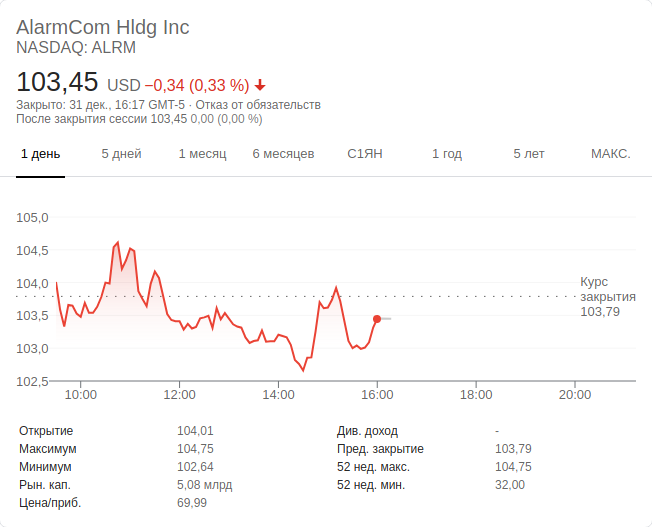 AlarmCom Hldg Inc
NASDAQ: ALRM
103,45 USD −0,34 (0,33 %)
Закрыто: 31 дек., 16:17 GMT-5 · Отказ от обязательств
После закрытия сессии 103,45 0,00 (0,00 %)
1 день 5 дней 1 месяц 6 месяцев С1ЯН 1 год 5 лет МАКС.
105,0
104,5
104,0
Курс
закрытия
103,79
103,5
103,0
102,5
10:00 12:00 14:00 16:00 18:00 20:00
Открытие 104,01 Див. доход -
Максимум 104,75 Пред. закрытие 103,79
Минимум 102,64 52 нед. макс. 104,75
Рын. кап. 5,08 млрд 52 нед. мин. 32,00
Цена/приб. 69,99